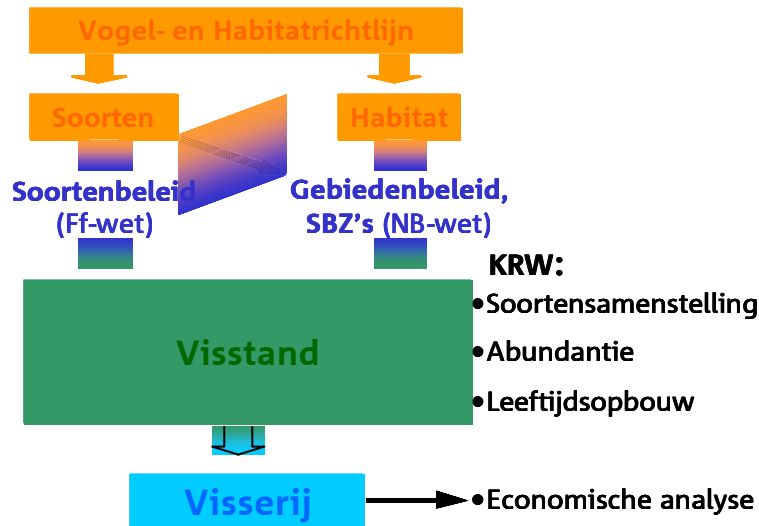 Vogel- en Habitatrichtlijn
Soorten
Habitat
Soortenbeleid
(Ff-wet)
Gebiedenbeleid,
SBZ's (NB-wet)
KRW:
•Soortensamenstelling
Visstand
•Abundantie
•Leeftijdsopbouw
Visserij
•Economische analyse